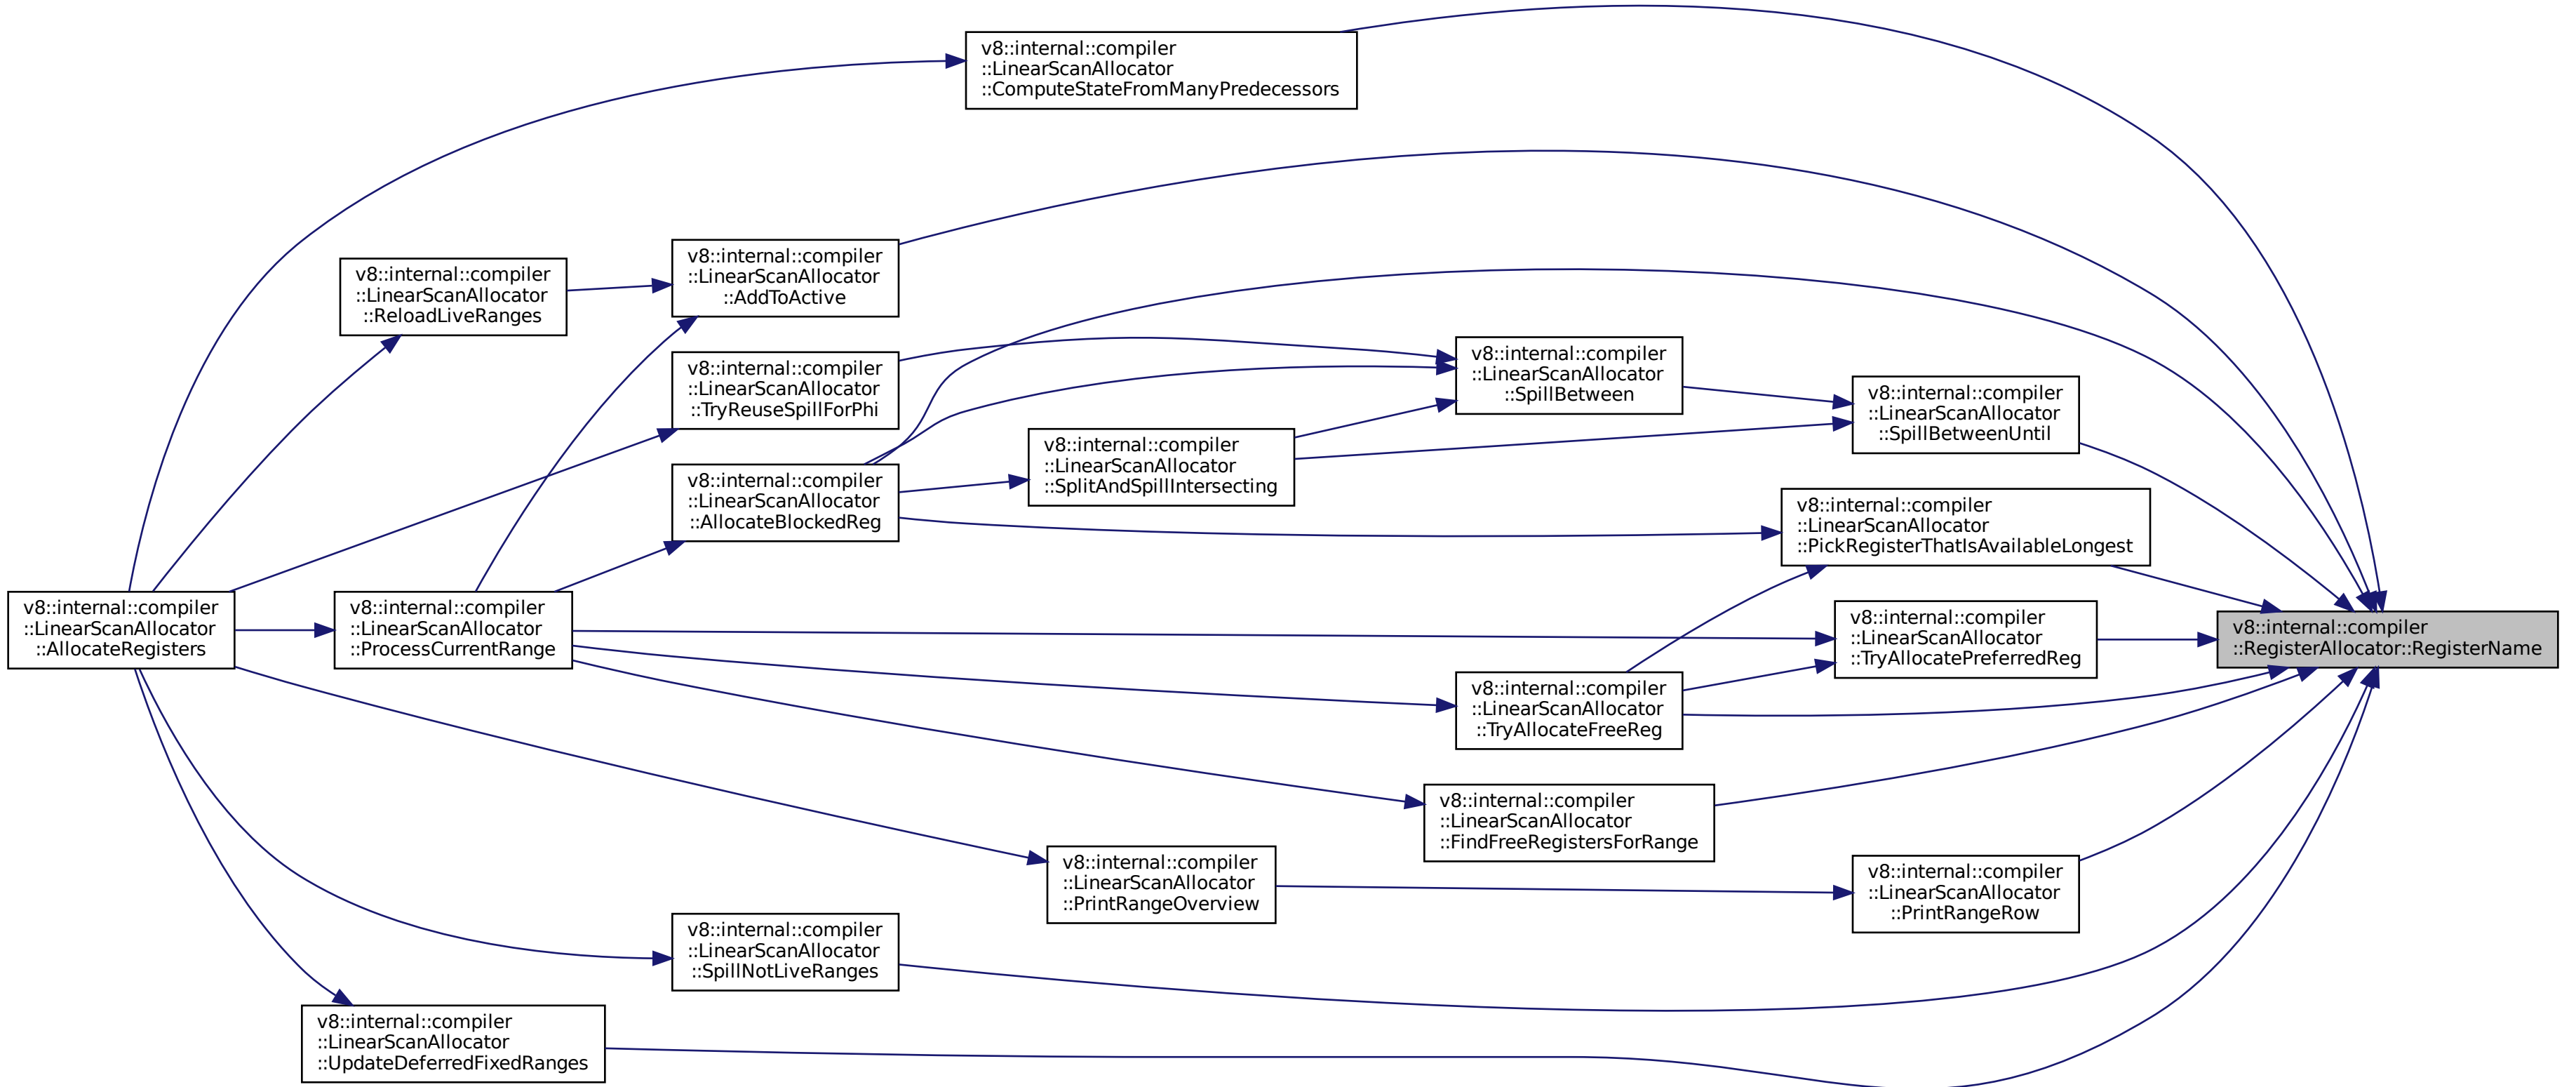 v8::internal::compiler
::LinearScanAllocator
::ComputeStateFromManyPredecessors
v8::internal::compiler
::LinearScanAllocator
::AddToActive
v8::internal::compiler
::LinearScanAllocator
::ReloadLiveRanges
v8::internal::compiler
::LinearScanAllocator
::SpillBetween
v8::internal::compiler
::LinearScanAllocator
::TryReuseSpillForPhi
v8::internal::compiler
::LinearScanAllocator
::SpillBetweenUntil
v8::internal::compiler
::LinearScanAllocator
::SplitAndSpillIntersecting
v8::internal::compiler
::LinearScanAllocator
::AllocateBlockedReg
v8::internal::compiler
::LinearScanAllocator
::PickRegisterThatIsAvailableLongest
v8::internal::compiler
::LinearScanAllocator
::AllocateRegisters
v8::internal::compiler
::LinearScanAllocator
::ProcessCurrentRange
v8::internal::compiler
::LinearScanAllocator
::TryAllocatePreferredReg
v8::internal::compiler
::RegisterAllocator::RegisterName
v8::internal::compiler
::LinearScanAllocator
::TryAllocateFreeReg
v8::internal::compiler
::LinearScanAllocator
::FindFreeRegistersForRange
v8::internal::compiler
::LinearScanAllocator
::PrintRangeOverview
v8::internal::compiler
::LinearScanAllocator
::PrintRangeRow
v8::internal::compiler
::LinearScanAllocator
::SpillNotLiveRanges
v8::internal::compiler
::LinearScanAllocator
::UpdateDeferredFixedRanges